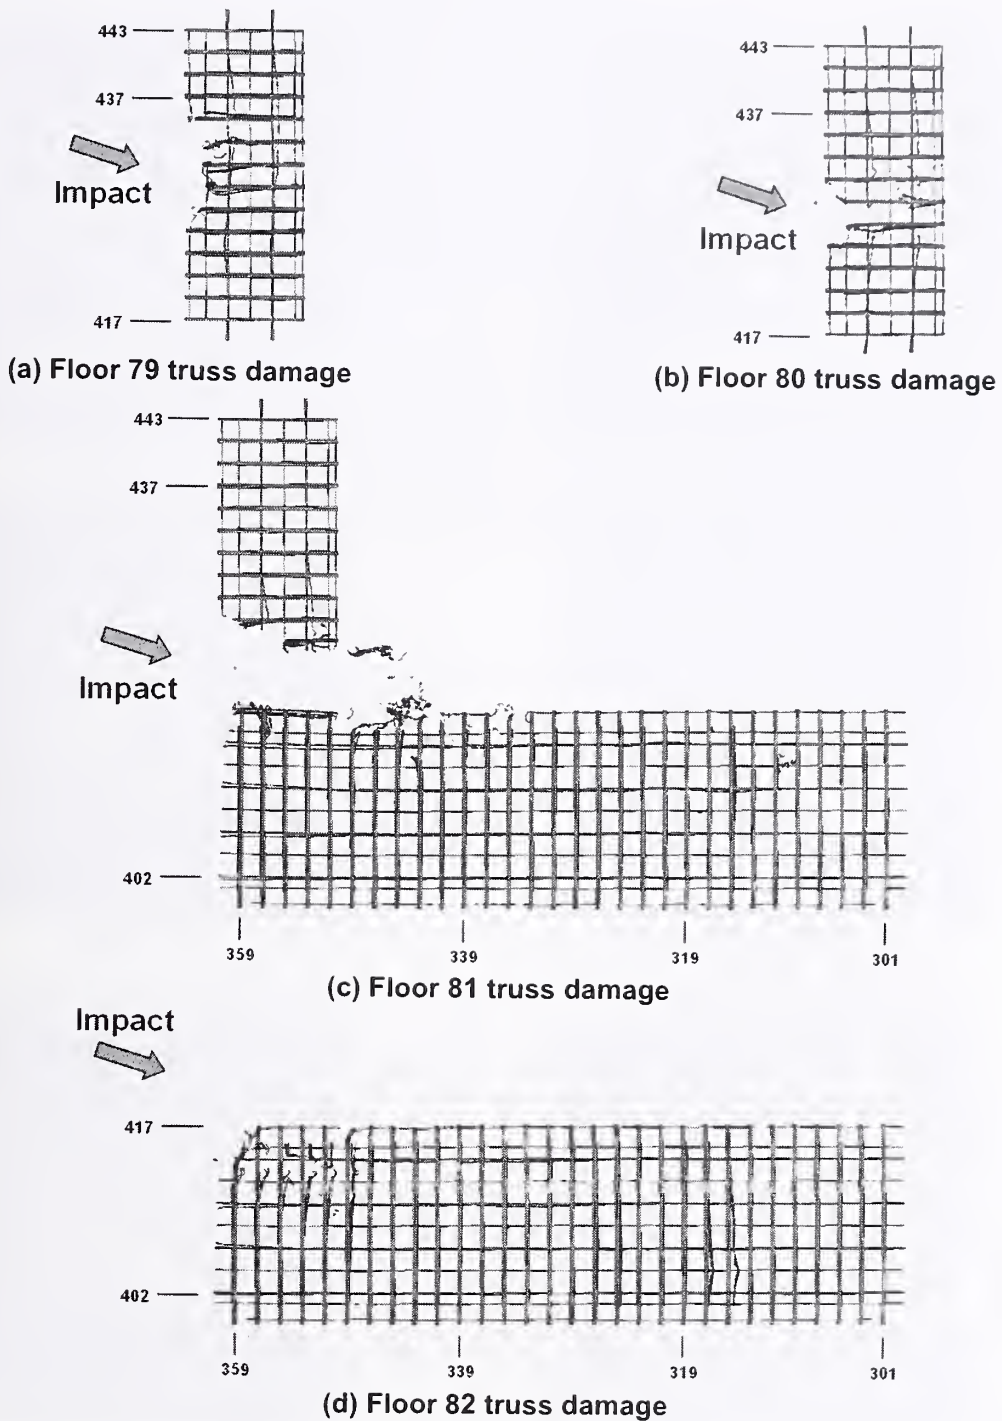 443
437
Impact
417
(a) Floor 79 truss damage
443
437
Impact
417
(b) Floor 80 truss damage
443
437
Impact
402
359 339 319 301
(c) Floor 81 truss damage
Impact
417
402
359 339 319 301
(d) Floor 82 truss damage